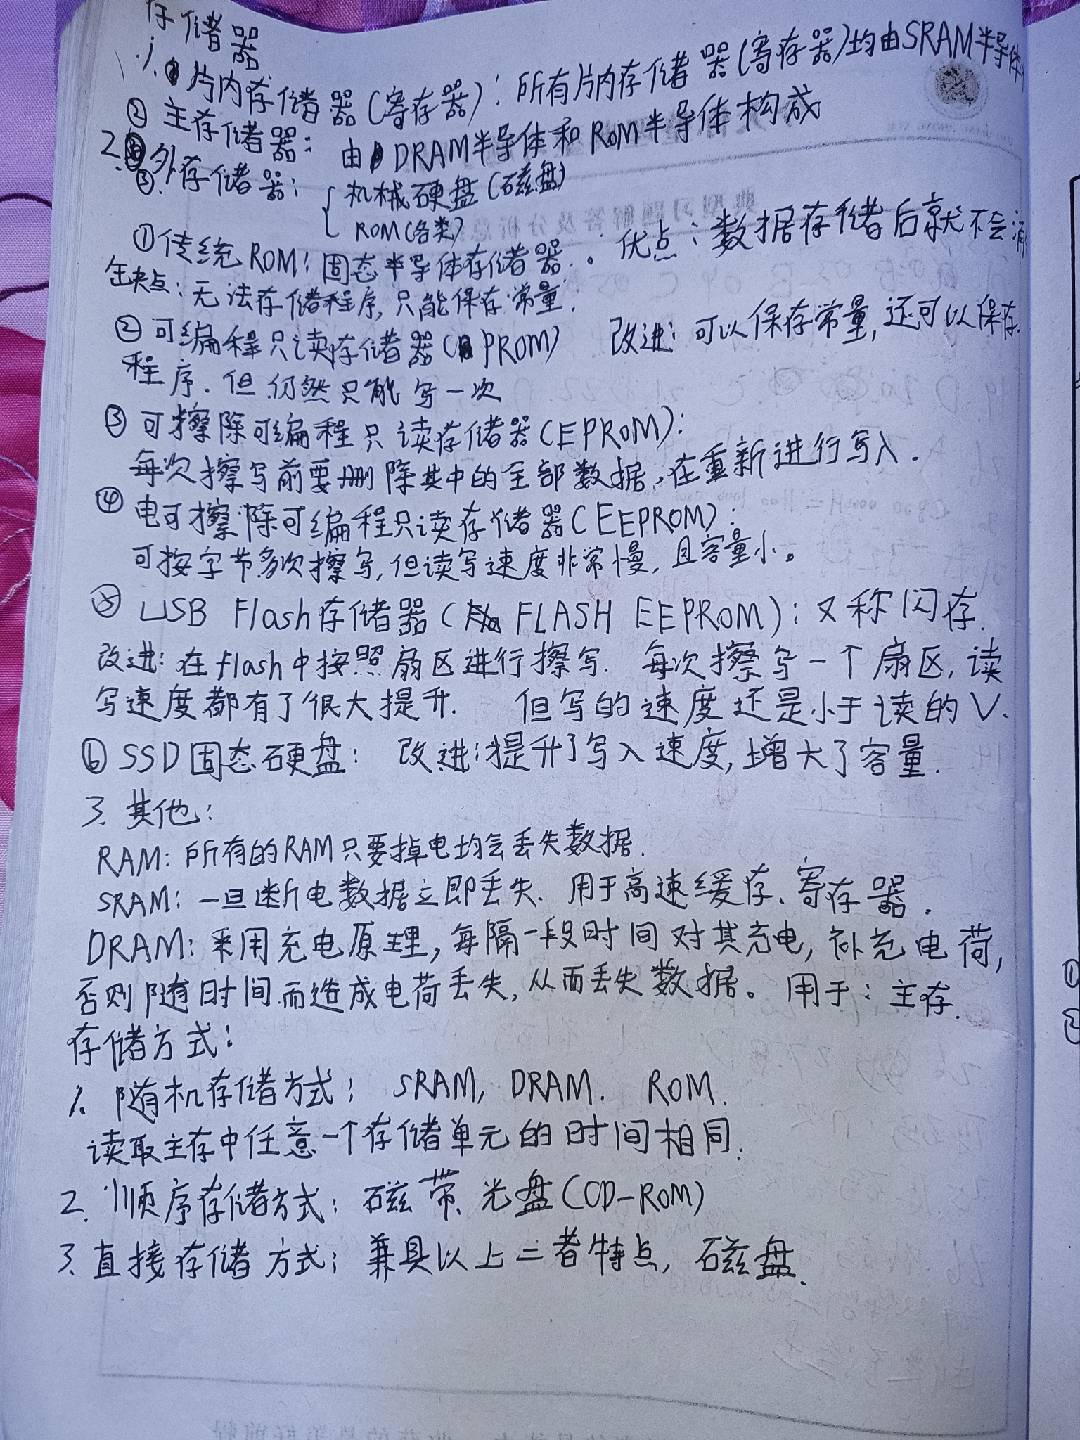 存储器
1. ① 片内存储器(寄存器): 所有片内存储器(寄存器)均由SRAM半导体
② 主存储器: 由DRAM半导体和ROM半导体构成
③ 外存储器: { 机械硬盘(磁盘)
ROM(各类)
2.
① 传统ROM: 固态半导体存储器。 优点: 数据存储后就不会
缺点: 无法存储程序, 只能保存常量.
② 可编程只读存储器(PROM) 改进: 可以保存常量, 还可以保存
程序. 但仍然只能写一次
③ 可擦除可编程只读存储器(EPROM):
每次擦写前要删除其中的全部数据, 在重新进行写入.
④ 电可擦除可编程只读存储器(EEPROM):
可按字节多次擦写, 但读写速度非常慢, 且容量小。
⑤ USB Flash存储器(FLASH EEPROM): 又称闪存.
改进: 在flash中按照扇区进行擦写. 每次擦写一个扇区, 读
写速度都有了很大提升. 但写的速度还是小于读的V.
⑥ SSD固态硬盘: 改进: 提升了写入速度, 增大了容量.
3. 其他:
RAM: 所有的RAM只要掉电均会丢失数据.
SRAM: 一旦断电数据立即丢失. 用于高速缓存、寄存器.
DRAM: 采用充电原理, 每隔一段时间对其充电, 补充电荷,
否则随时间而造成电荷丢失, 从而丢失数据。 用于: 主存.
存储方式:
1. 随机存储方式: SRAM, DRAM. ROM.
读取主存中任意一个存储单元的时间相同.
2. 顺序存储方式: 磁带、光盘(CD-ROM)
3. 直接存储方式: 兼具以上二者特点, 磁盘.